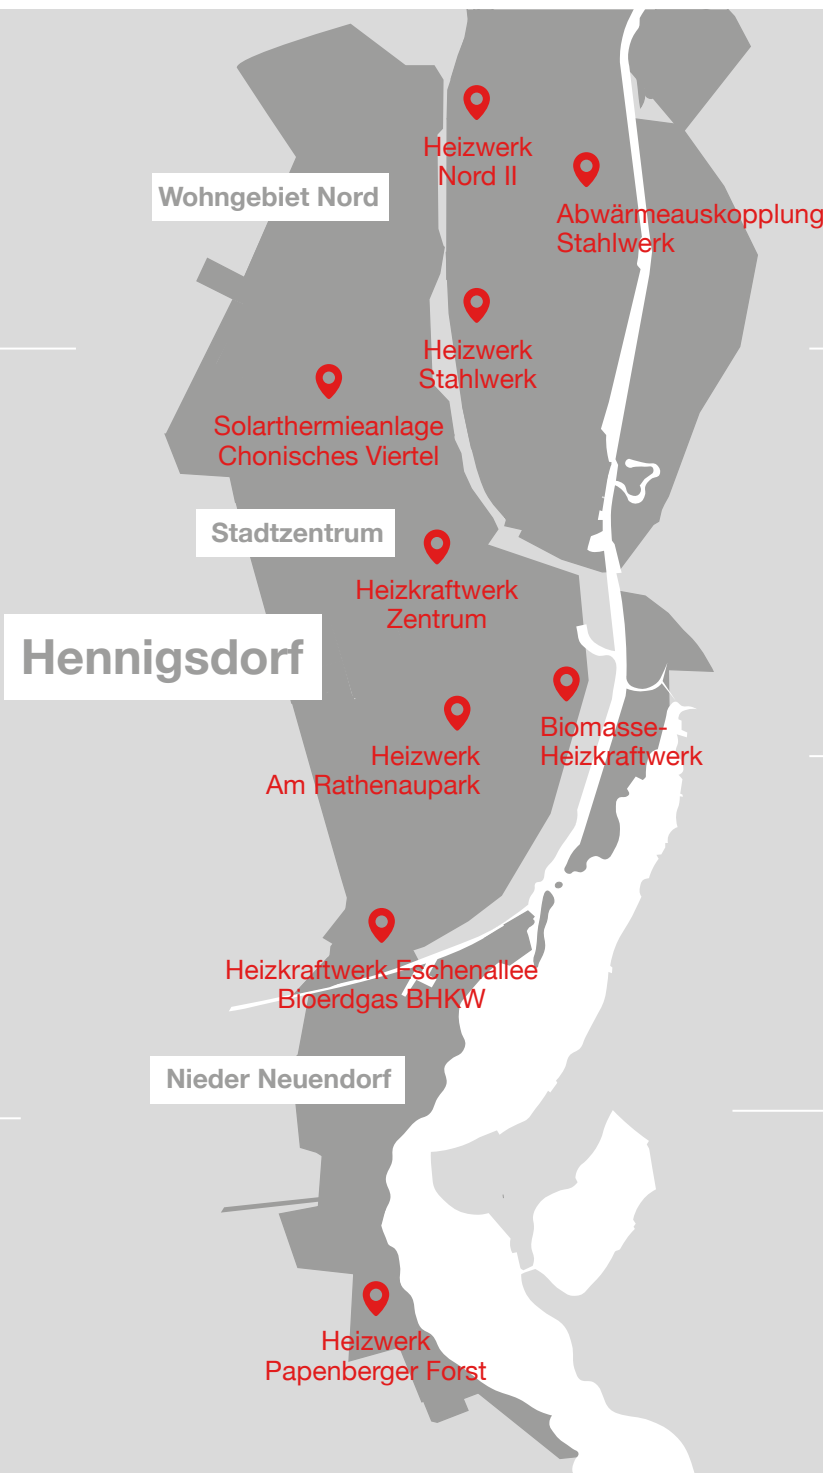 Heizwerk
Nord II
Wohngebiet Nord
Abwärmeauskopplung
Stahlwerk
Heizwerk
Stahlwerk
Solarthermieanlage
Chonisches Viertel
Stadtzentrum
Heizkraftwerk
Zentrum
Hennigsdorf
Biomasse-
Heizkraftwerk
Heizwerk
Am Rathenaupark
Heizkraftwerk Eschenallee
Bioerdgas BHKW
Nieder Neuendorf
Heizwerk
Papenberger Forst